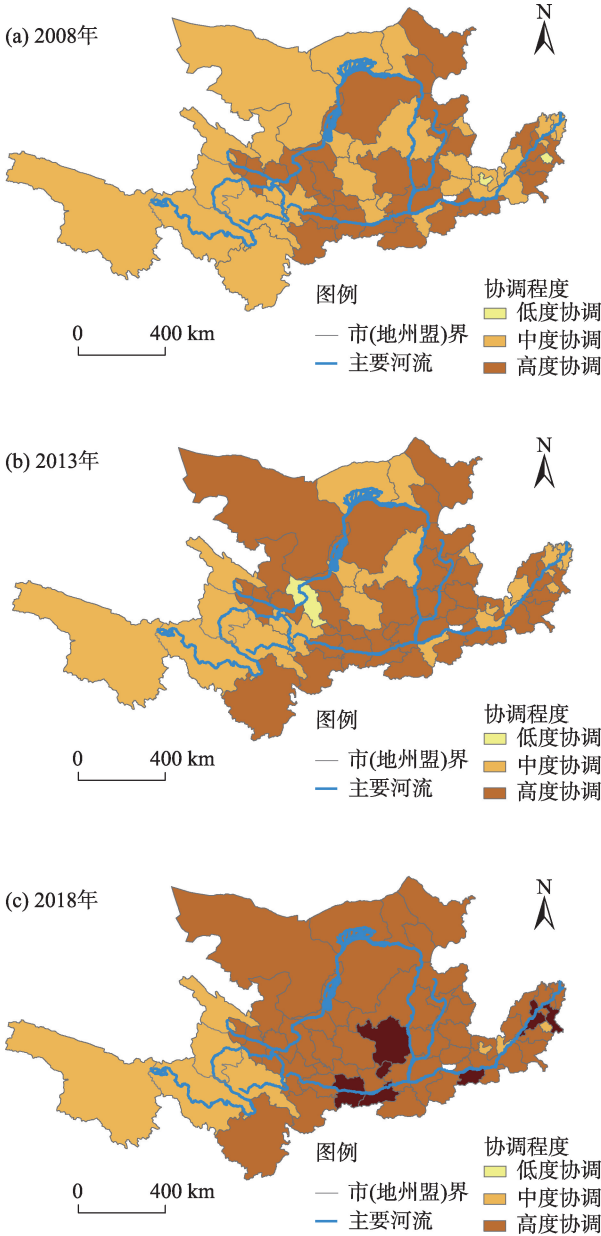 (a) 2008年
N
图例
市(地州盟)界
主要河流
协调程度
低度协调
中度协调
高度协调
0 400 km
(b) 2013年
N
图例
市(地州盟)界
主要河流
协调程度
低度协调
中度协调
高度协调
0 400 km
(c) 2018年
N
图例
市(地州盟)界
主要河流
协调程度
低度协调
中度协调
高度协调
0 400 km